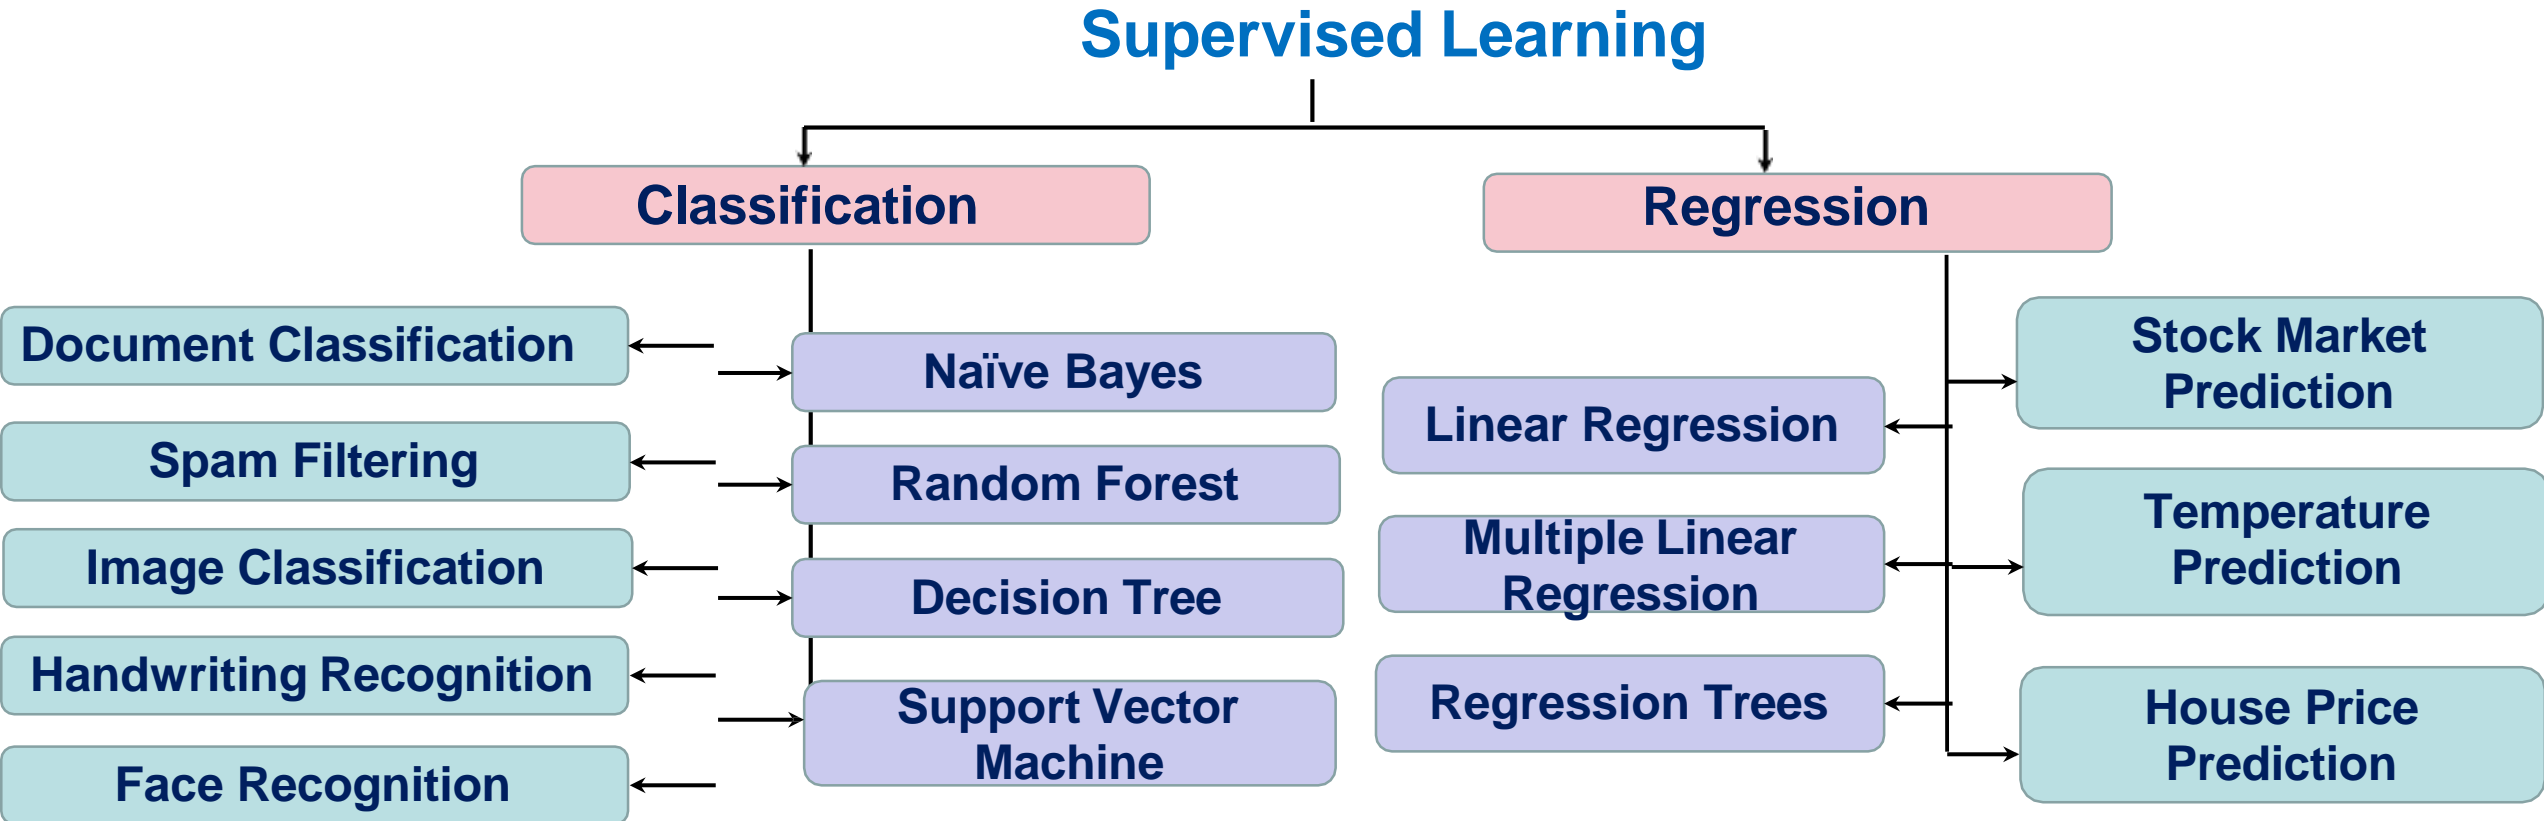 Supervised Learning
Classification
Regression
Document Classification
Spam Filtering
Image Classification
Handwriting Recognition
Face Recognition
Naïve Bayes
Random Forest
Decision Tree
Support Vector
Machine
Linear Regression
Multiple Linear
Regression
Regression Trees
Stock Market
Prediction
Temperature
Prediction
House Price
Prediction